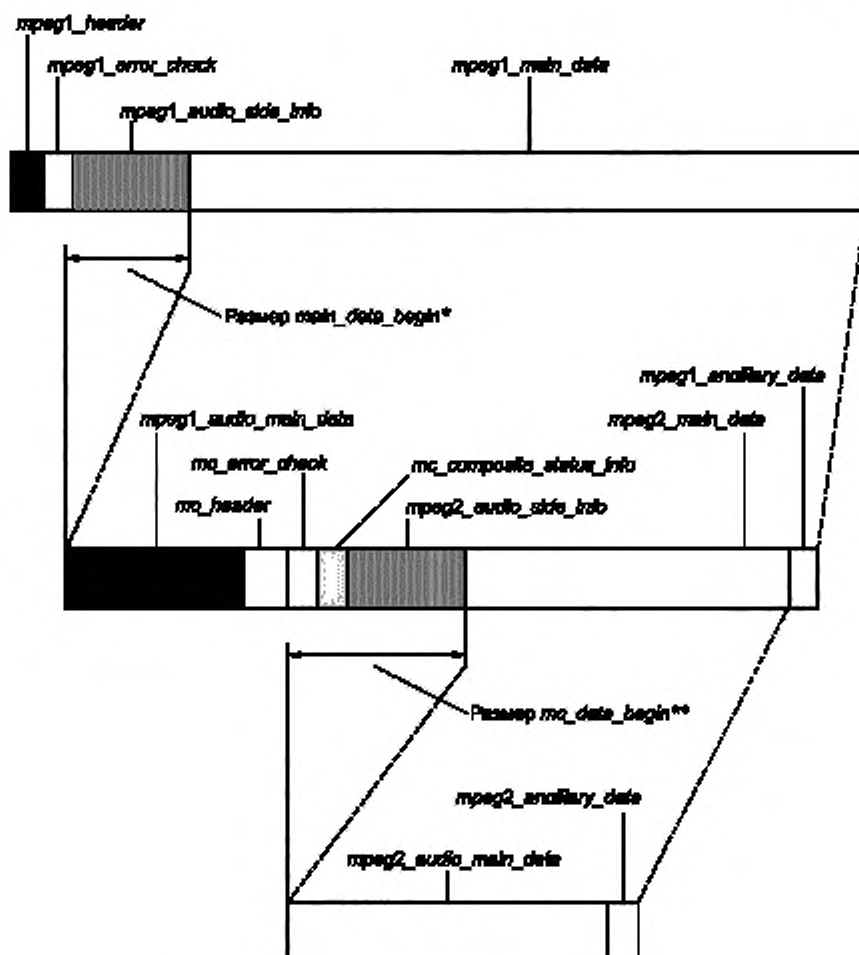 mpeg1_header
mpeg1_error_check
mpeg1_main_data
mpeg1_audio_side_info
Размер main_data_begin*
mpeg1_ancillary_data
mpeg1_audio_main_data
mpeg2_main_data
mc_error_check
mc_composite_status_info
mc_header
mpeg2_audio_side_info
Размер mc_data_begin**
mpeg2_ancillary_data
mpeg2_audio_main_data